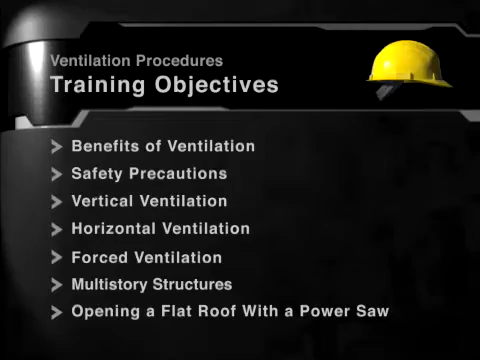 Ventilation Procedures
Training Objectives
Benefits of Ventilation
Safety Precautions
Vertical Ventilation
Horizontal Ventilation
Forced Ventilation
Multistory Structures
Opening a Flat Roof With a Power Saw